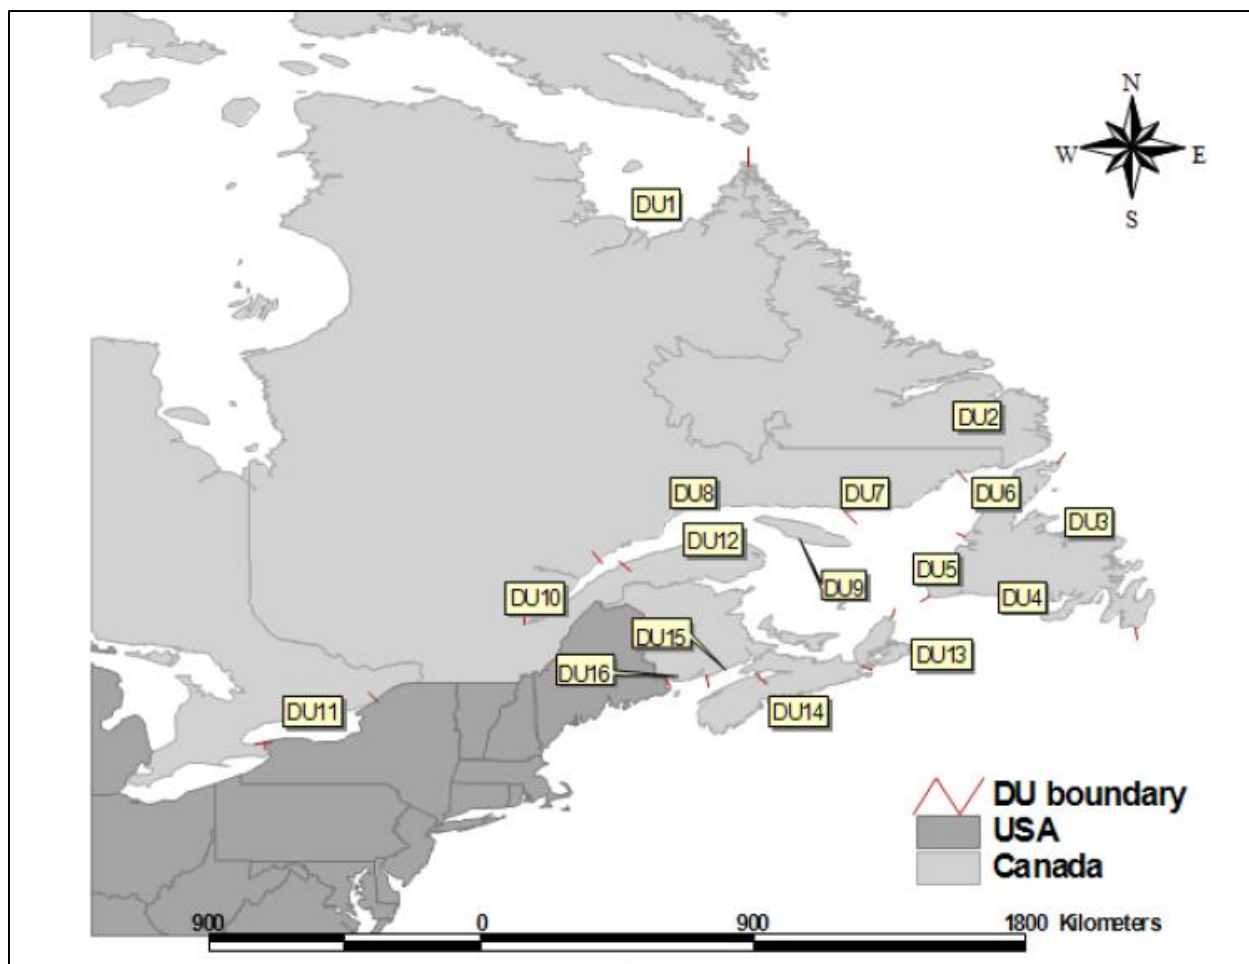 N
W E
S
DU1
DU2
DU8
DU7
DU6
DU3
DU12
DU5
DU9
DU10
DU4
DU15
DU13
DU16
DU11
DU14
DU boundary
USA
Canada
900 0 900 1800 Kilometers